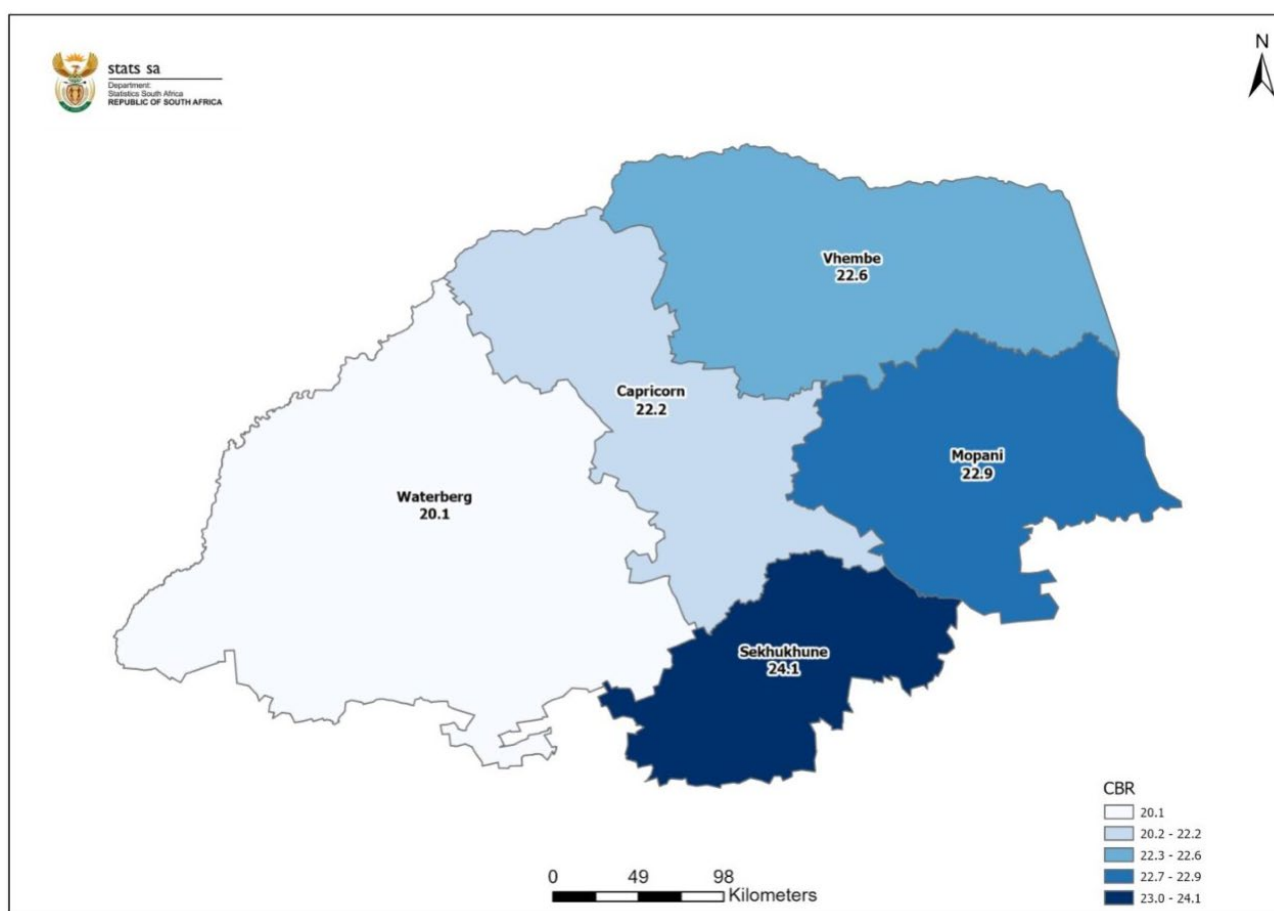 stats sa
Department:
Statistics South Africa
REPUBLIC OF SOUTH AFRICA
N
Vhembe
22.6
Capricorn
22.2
Mopani
22.9
Waterberg
20.1
Sekhukhune
24.1
CBR
20.1
20.2 - 22.2
22.3 - 22.6
22.7 - 22.9
23.0 - 24.1
0 49 98
Kilometers